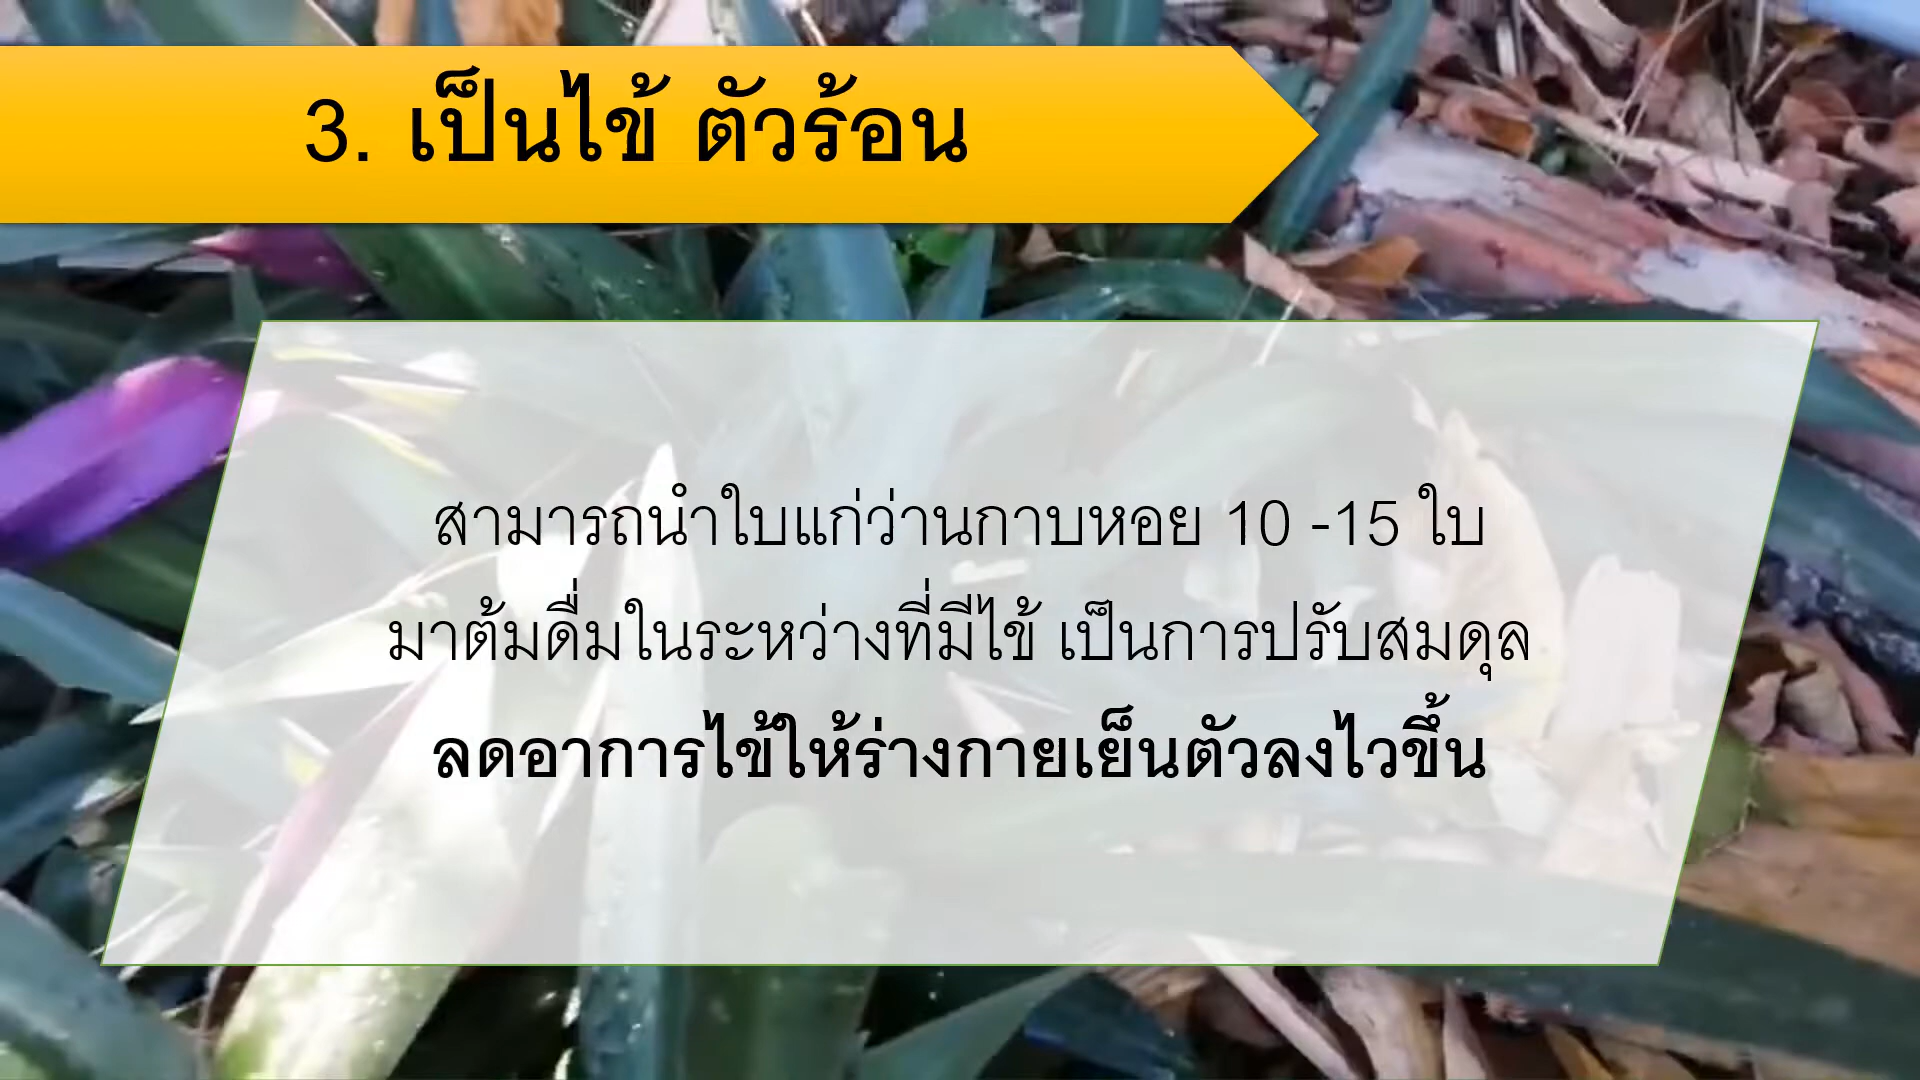 3. เป็นไข้ ตัวร้อน
สามารถนำใบแก่ว่านกาบหอย 10 -15 ใบ
มาต้มดื่มในระหว่างที่มีไข้ เป็นการปรับสมดุล
ลดอาการไข้ให้ร่างกายเย็นตัวลงไวขึ้น